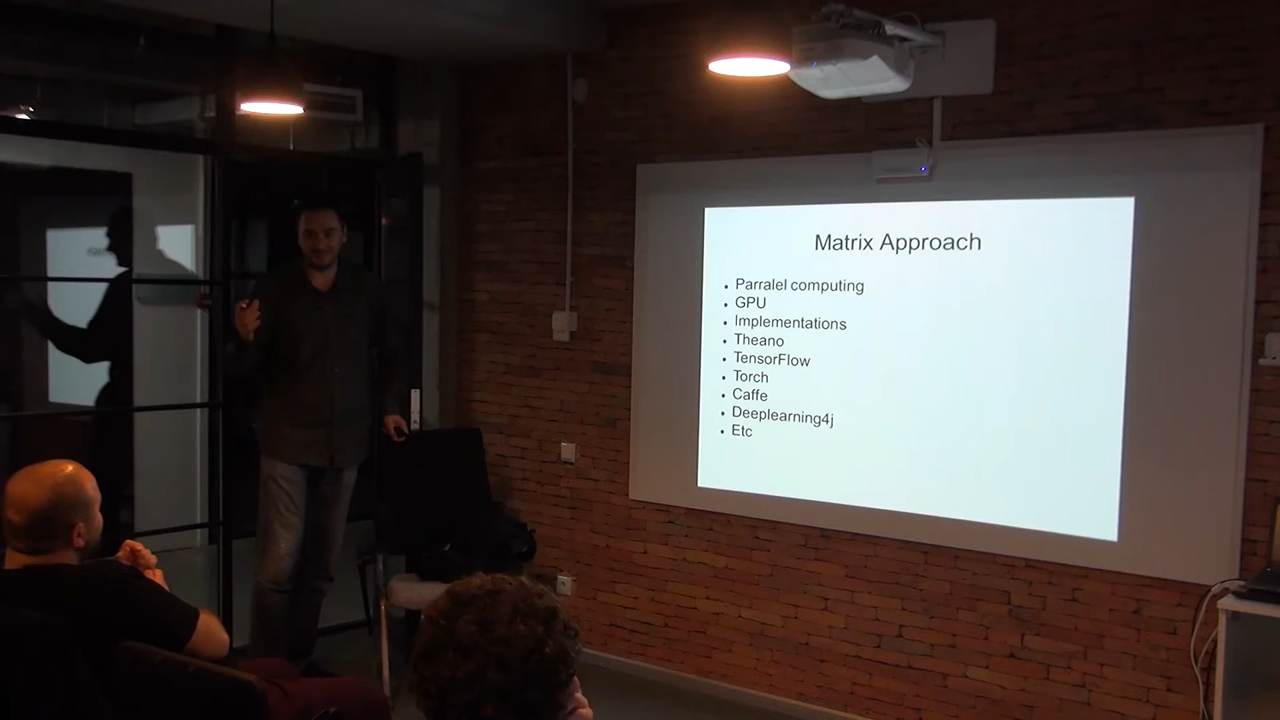 Matrix Approach
• Parralel computing
• GPU
• Implementations
• Theano
• TensorFlow
• Torch
• Caffe
• Deeplearning4j
• Etc